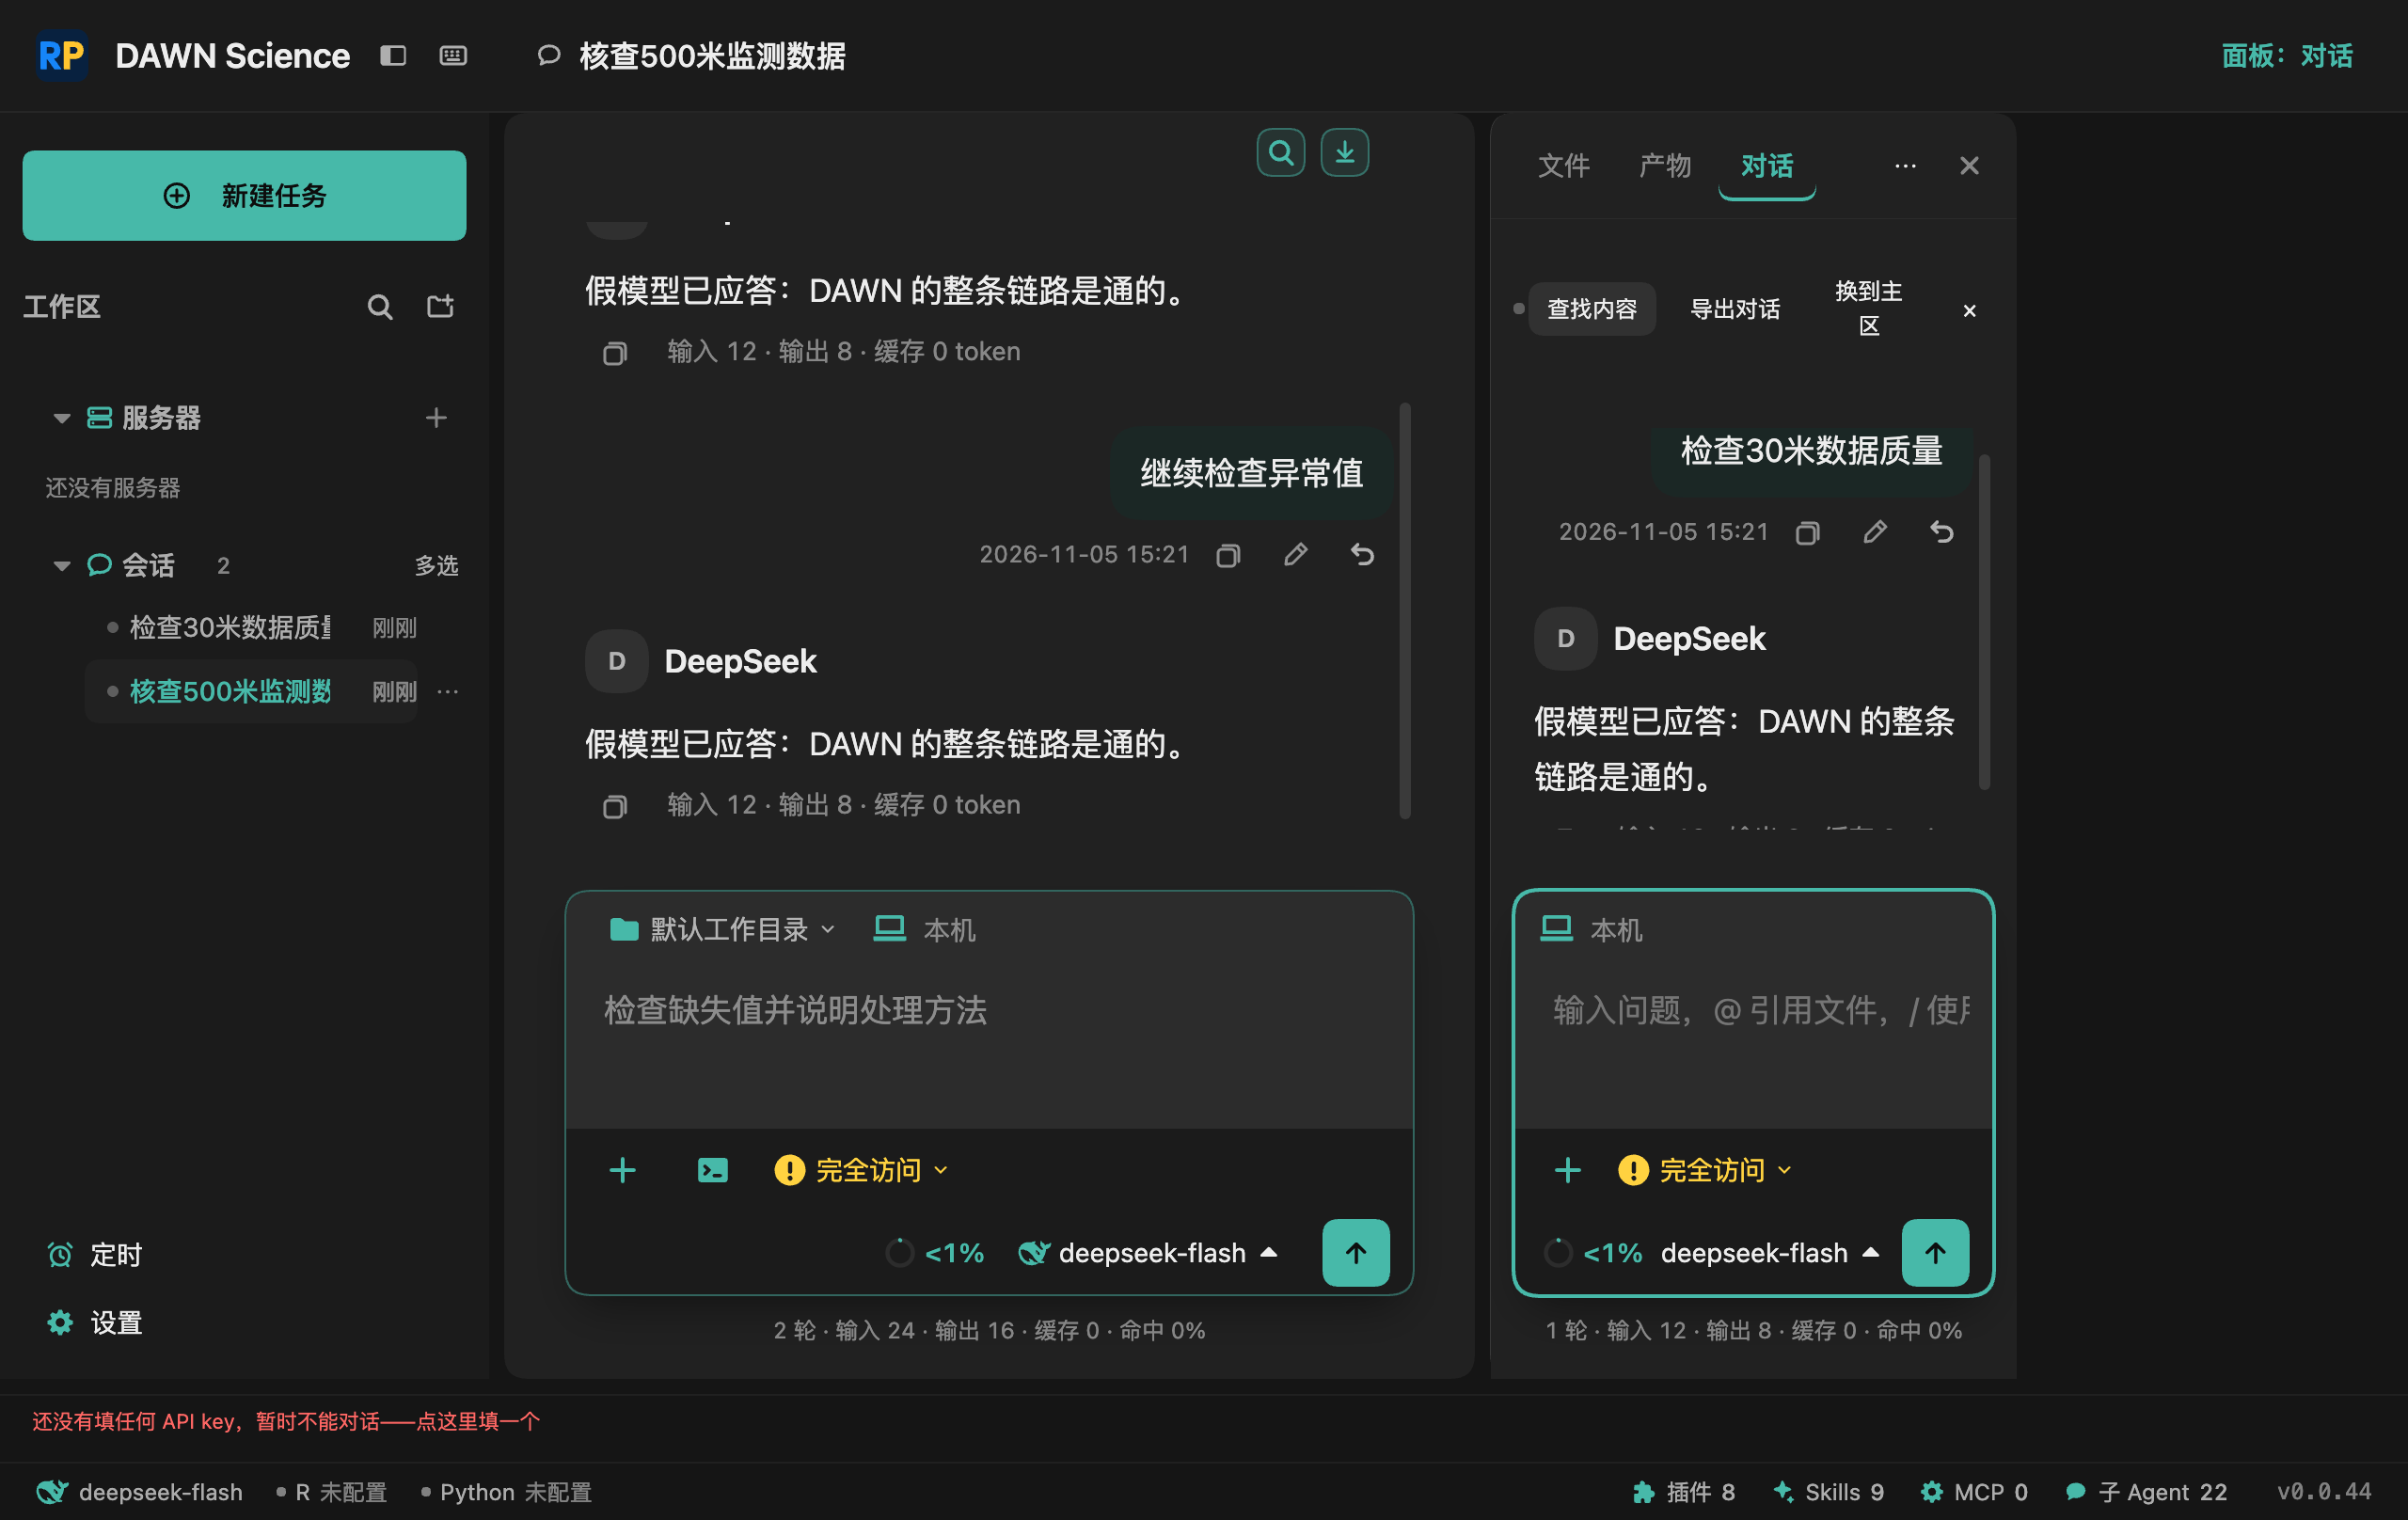 RP DAWN Science
核查500米监测数据
面板：对话
新建任务
工作区
服务器
还没有服务器
会话 2 多选
检查30米数据质 刚刚
核查500米监测数 刚刚 ···
定时
设置
假模型已应答：DAWN 的整条链路是通的。
输入 12 · 输出 8 · 缓存 0 token
继续检查异常值
2026-11-05 15:21
D DeepSeek
假模型已应答：DAWN 的整条链路是通的。
输入 12 · 输出 8 · 缓存 0 token
默认工作目录 本机
检查缺失值并说明处理方法
完全访问
<1% deepseek-flash
2 轮 · 输入 24 · 输出 16 · 缓存 0 · 命中 0%
文件 产物 对话 ···
查找内容 导出对话 换到主
区
检查30米数据质量
2026-11-05 15:21
D DeepSeek
假模型已应答：DAWN 的整条
链路是通的。
本机
输入问题，@ 引用文件，/ 使
完全访问
<1% deepseek-flash
1 轮 · 输入 12 · 输出 8 · 缓存 0 · 命中 0%
还没有填任何 API key，暂时不能对话——点这里填一个
deepseek-flash R 未配置 Python 未配置
插件 8 Skills 9 MCP 0 子 Agent 22 v0.0.44